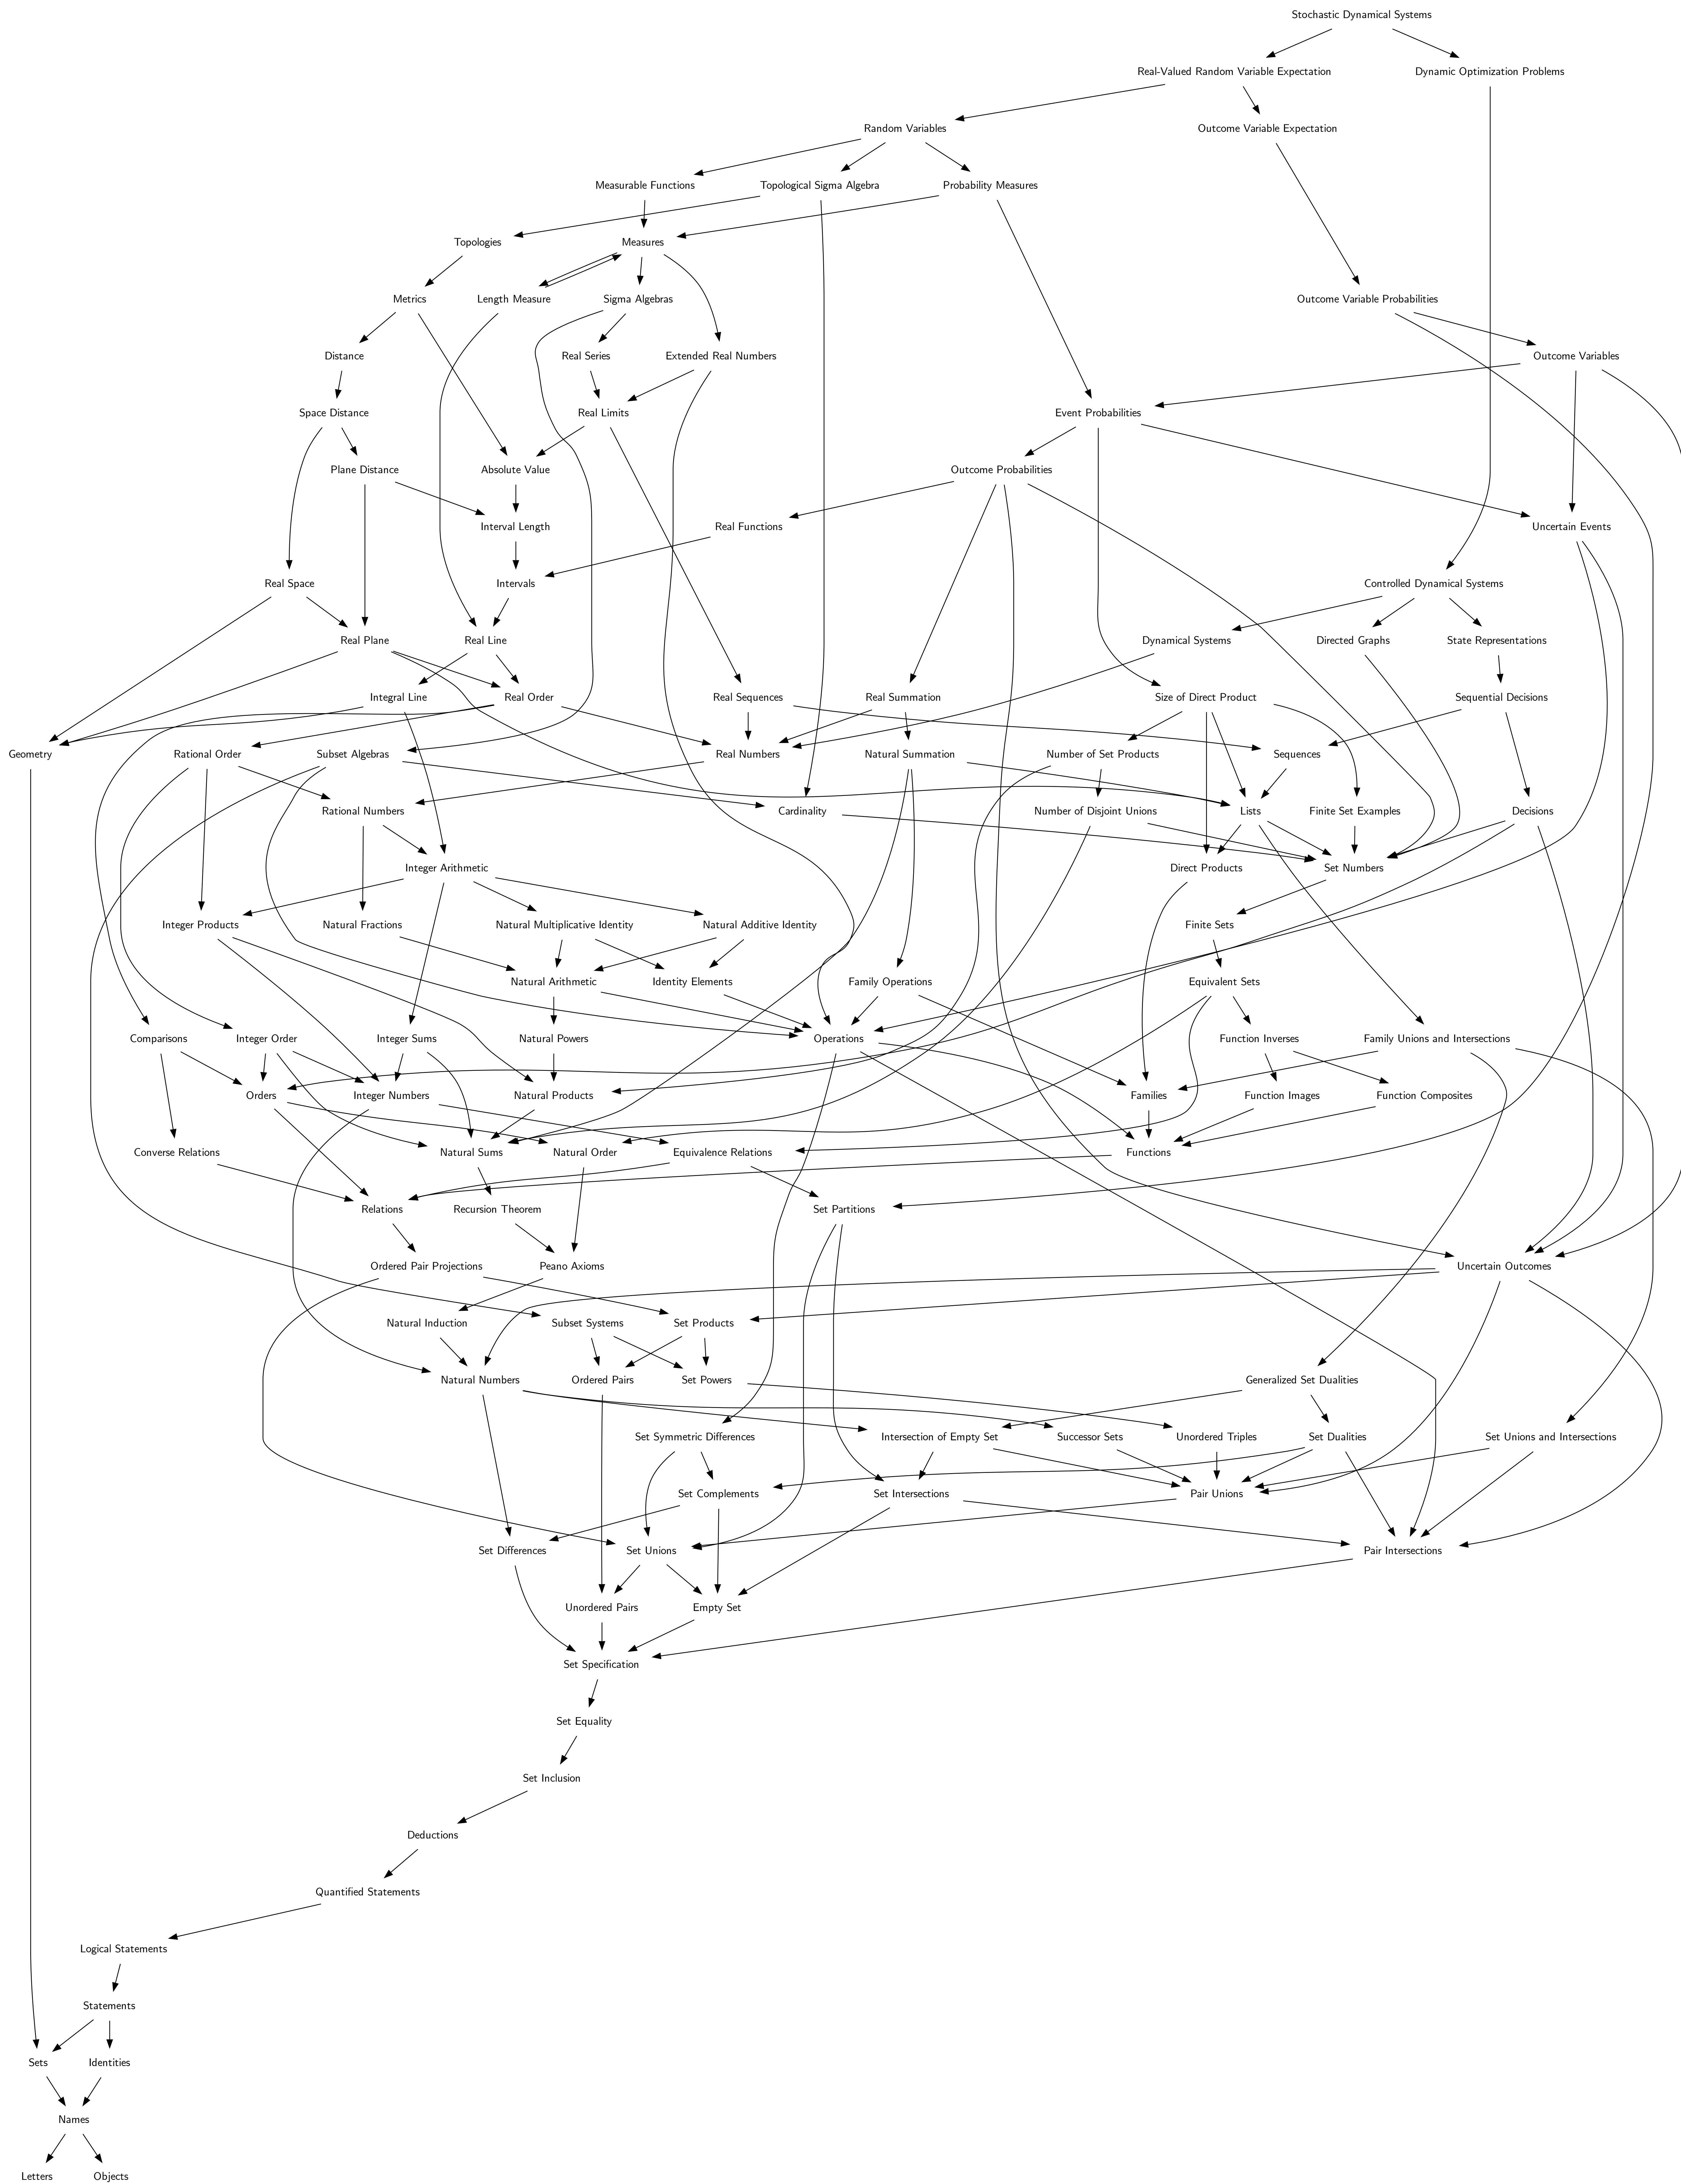 Stochastic Dynamical Systems
Real-Valued Random Variable Expectation
Dynamic Optimization Problems
Random Variables
Outcome Variable Expectation
Measurable Functions
Topological Sigma Algebra
Probability Measures
Topologies
Measures
Metrics
Length Measure
Sigma Algebras
Outcome Variable Probabilities
Distance
Real Series
Extended Real Numbers
Outcome Variables
Space Distance
Real Limits
Event Probabilities
Plane Distance
Absolute Value
Outcome Probabilities
Interval Length
Real Functions
Uncertain Events
Real Space
Intervals
Controlled Dynamical Systems
Real Plane
Real Line
Dynamical Systems
Directed Graphs
State Representations
Integral Line
Real Order
Real Sequences
Real Summation
Size of Direct Product
Sequential Decisions
Geometry
Rational Order
Subset Algebras
Real Numbers
Natural Summation
Number of Set Products
Sequences
Rational Numbers
Cardinality
Number of Disjoint Unions
Lists
Finite Set Examples
Decisions
Integer Arithmetic
Direct Products
Set Numbers
Integer Products
Natural Fractions
Natural Multiplicative Identity
Natural Additive Identity
Finite Sets
Natural Arithmetic
Identity Elements
Family Operations
Equivalent Sets
Comparisons
Integer Order
Integer Sums
Natural Powers
Operations
Function Inverses
Family Unions and Intersections
Orders
Integer Numbers
Natural Products
Families
Function Images
Function Composites
Converse Relations
Natural Sums
Natural Order
Equivalence Relations
Functions
Relations
Recursion Theorem
Set Partitions
Ordered Pair Projections
Peano Axioms
Uncertain Outcomes
Natural Induction
Subset Systems
Set Products
Natural Numbers
Ordered Pairs
Set Powers
Generalized Set Dualities
Set Symmetric Differences
Intersection of Empty Set
Successor Sets
Unordered Triples
Set Dualities
Set Unions and Intersections
Set Complements
Set Intersections
Pair Unions
Set Differences
Set Unions
Pair Intersections
Unordered Pairs
Empty Set
Set Specification
Set Equality
Set Inclusion
Deductions
Quantified Statements
Logical Statements
Statements
Sets
Identities
Names
Letters
Objects